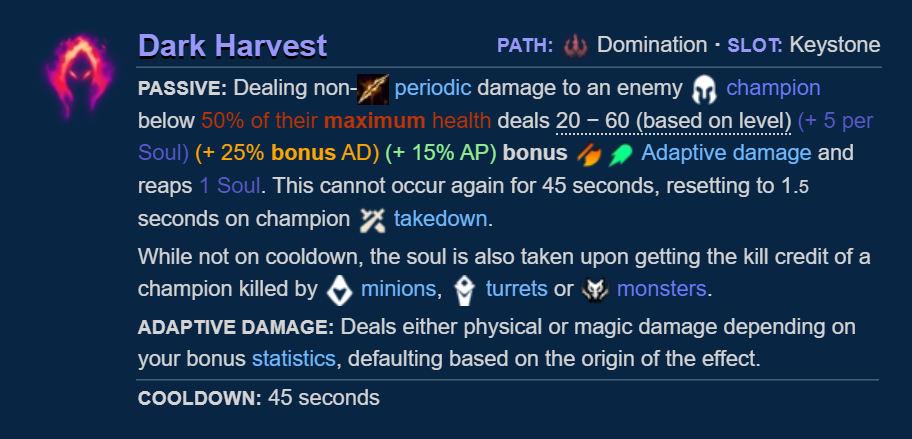 Dark Harvest PATH: Domination · SLOT: Keystone
PASSIVE: Dealing non- periodic damage to an enemy champion
below 50% of their maximum health deals 20 − 60 (based on level) (+ 5 per
Soul) (+ 25% bonus AD) (+ 15% AP) bonus Adaptive damage and
reaps 1 Soul. This cannot occur again for 45 seconds, resetting to 1.5
seconds on champion takedown.
While not on cooldown, the soul is also taken upon getting the kill credit of a
champion killed by minions, turrets or monsters.
ADAPTIVE DAMAGE: Deals either physical or magic damage depending on
your bonus statistics, defaulting based on the origin of the effect.
COOLDOWN: 45 seconds